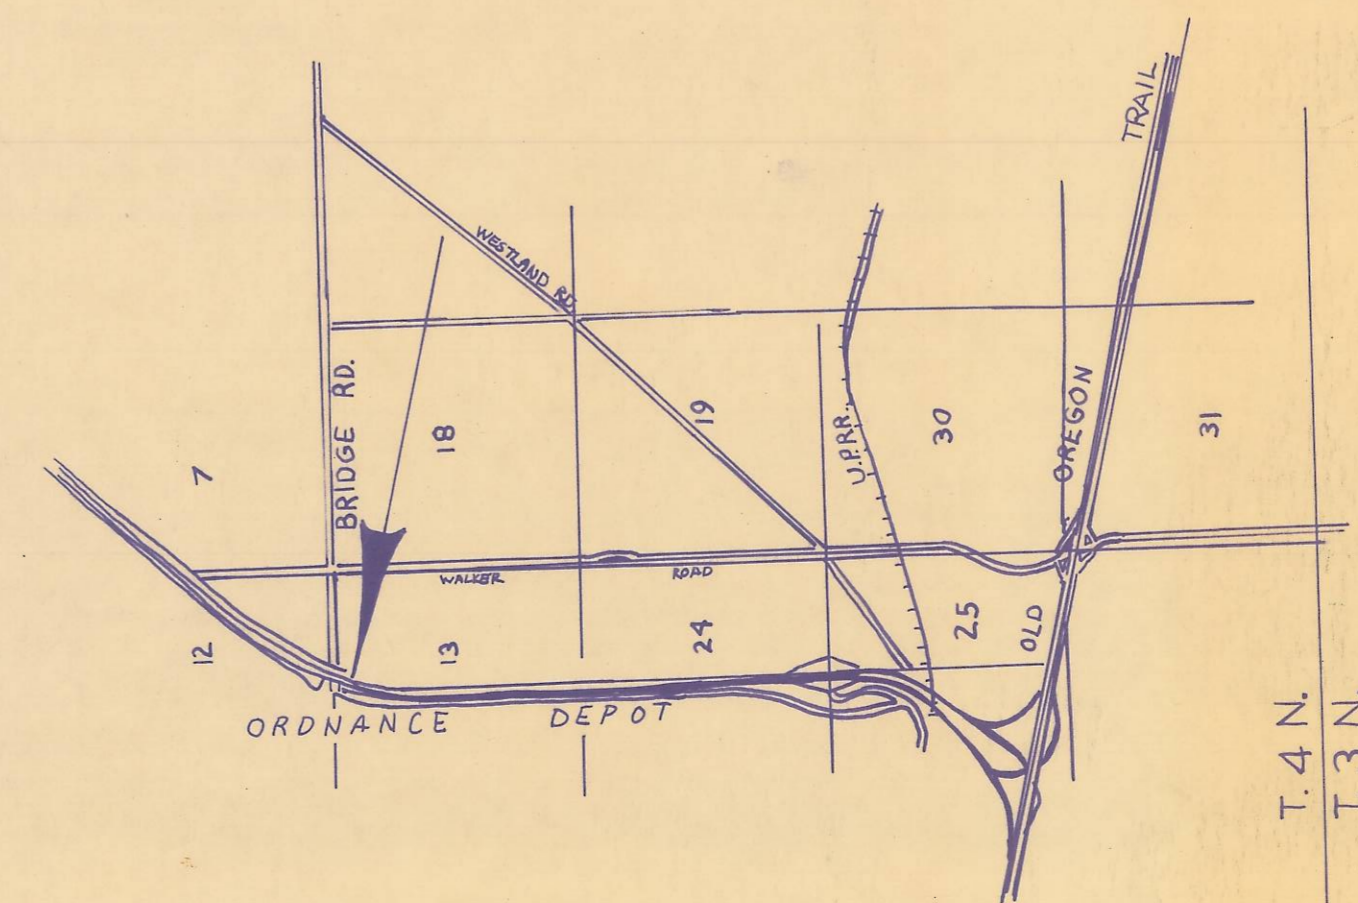 TRAIL
WESTLAND RD.
BRIDGE RD.
OREGON
7
18
19
U.P.RR.
30
31
WALKER
ROAD
12
13
24
25
OLD
ORDNANCE
DEPOT
T. 4 N.
T. 3 N.